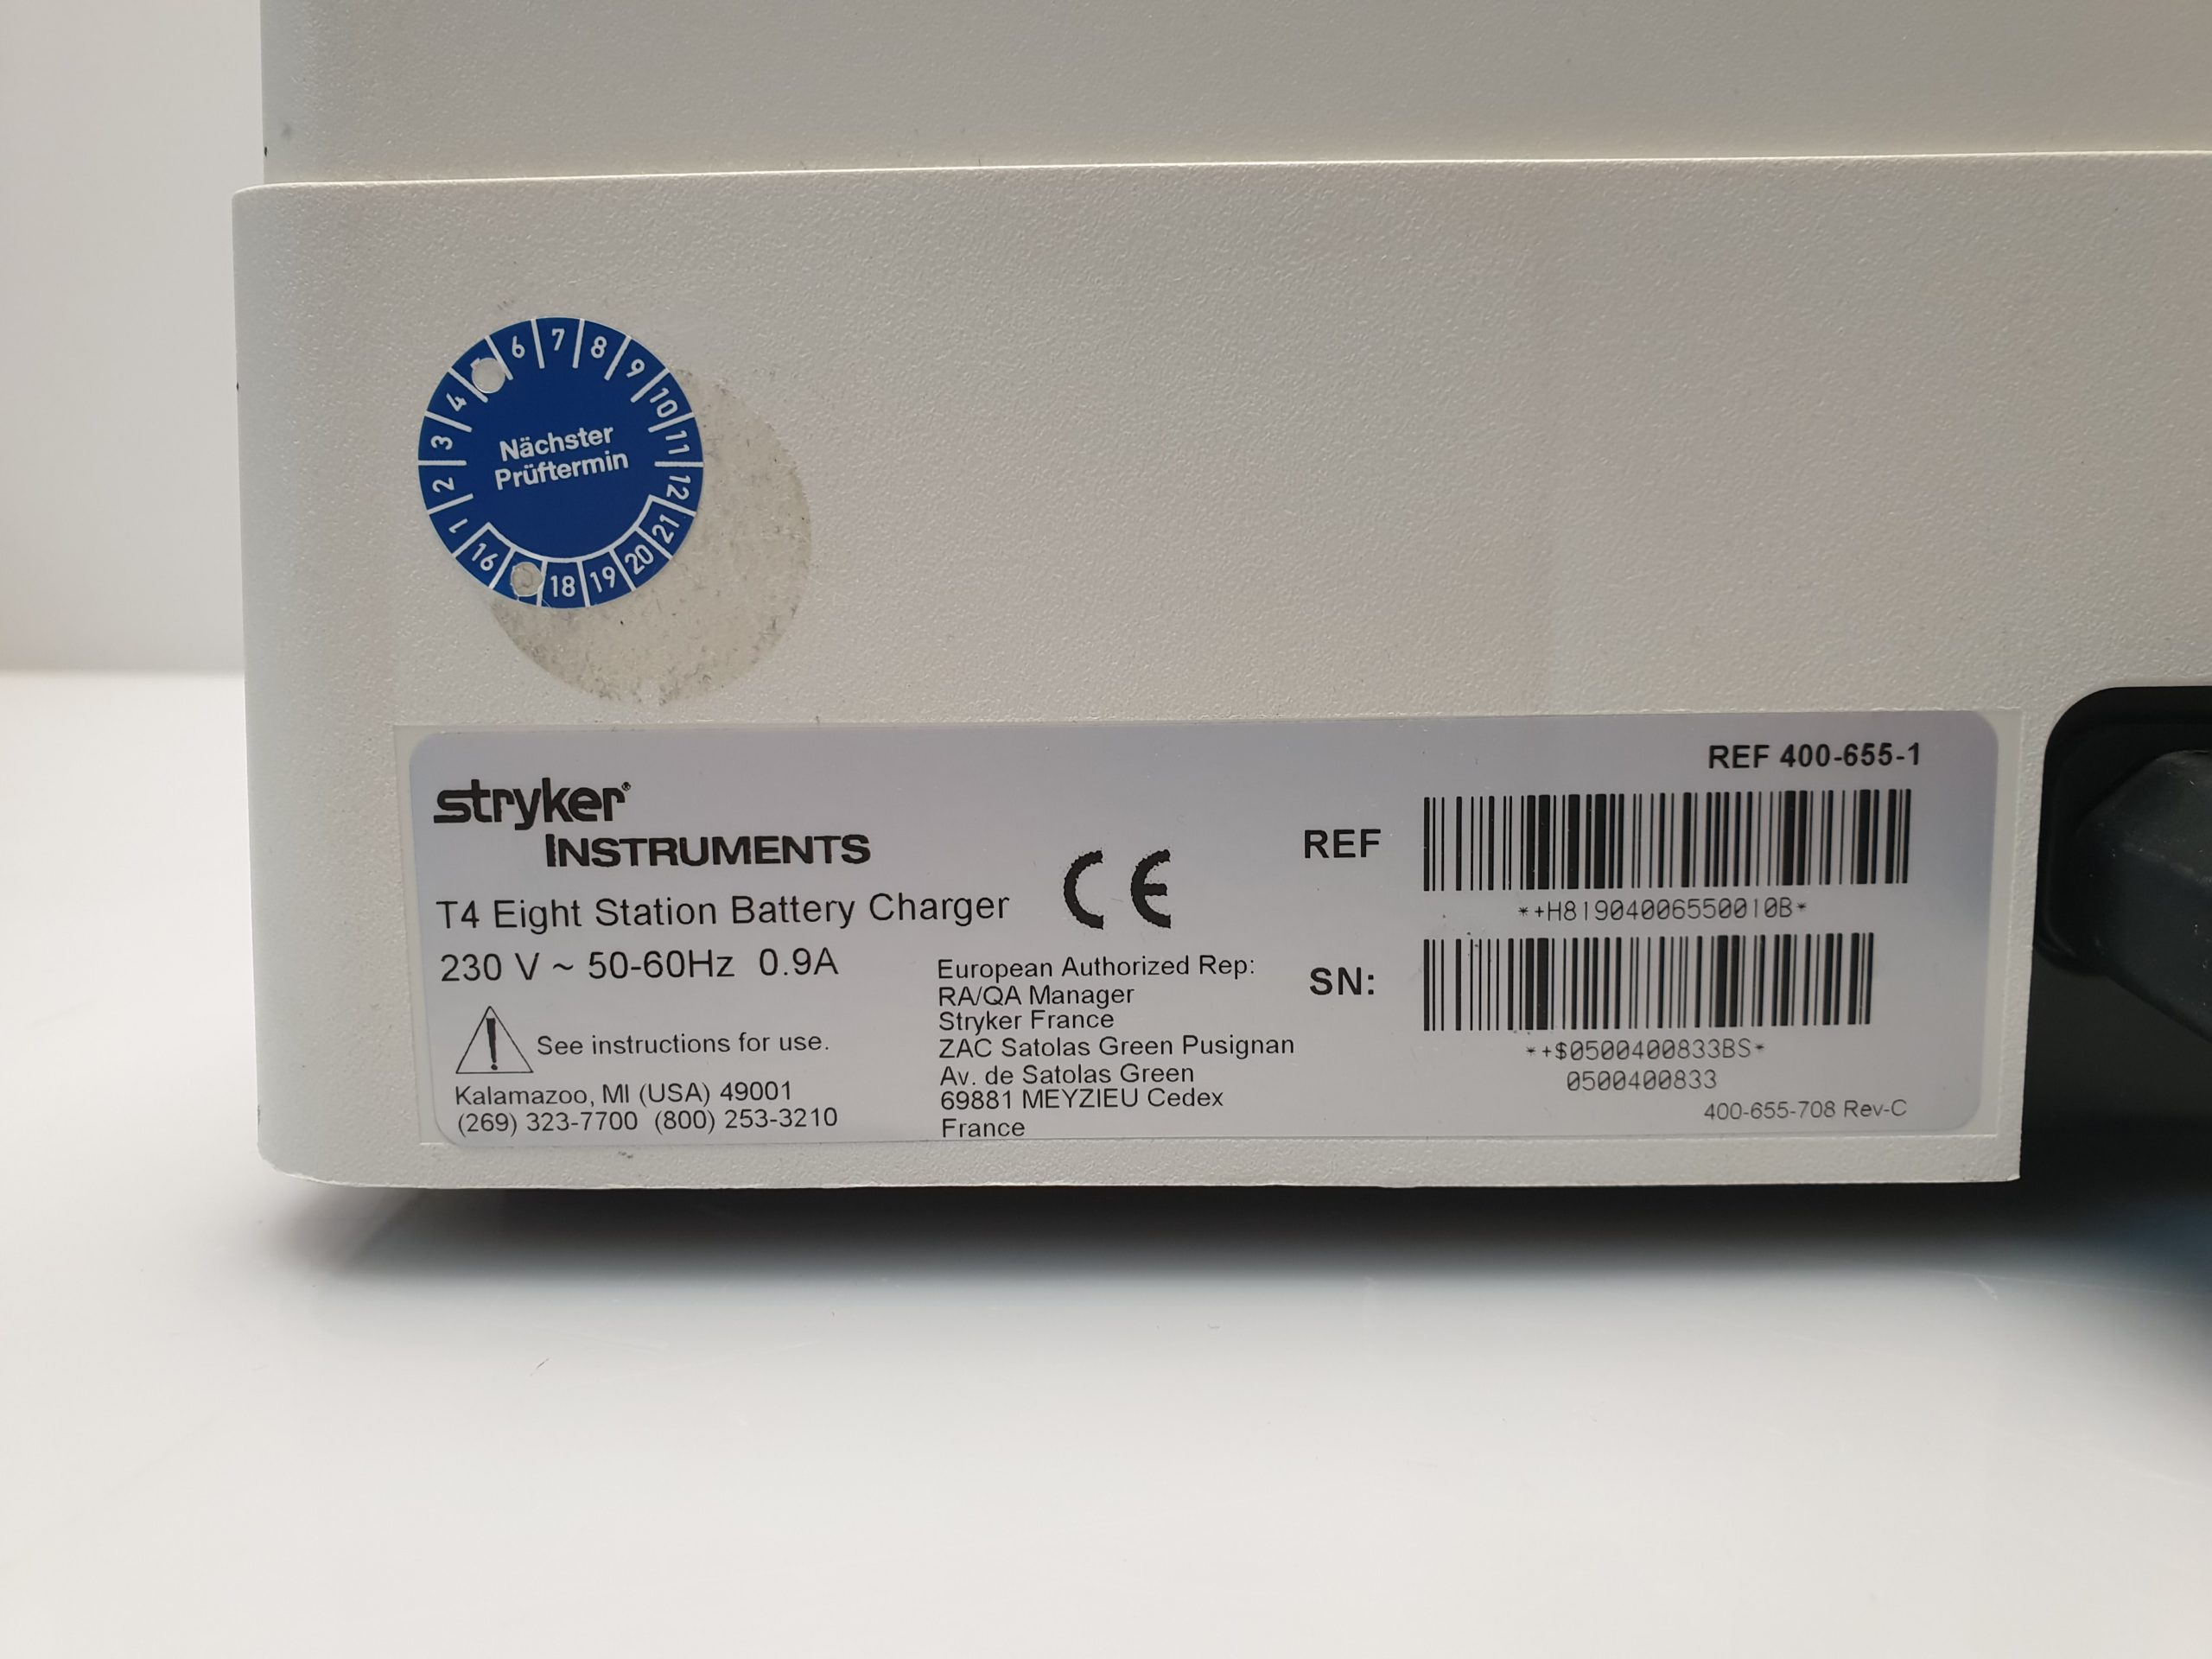 1 2 3 4 5 6 7 8 9 10 11 12
Nächster
Prüftermin
16 18 19 20 21
stryker®
INSTRUMENTS
T4 Eight Station Battery Charger
230 V ~ 50-60Hz 0.9A
See instructions for use.
Kalamazoo, MI (USA) 49001
(269) 323-7700 (800) 253-3210
CE
European Authorized Rep:
RA/QA Manager
Stryker France
ZAC Satolas Green Pusignan
Av. de Satolas Green
69881 MEYZIEU Cedex
France
REF 400-655-1
REF
*+H81904006550010B*
SN:
*+$0500400833BS*
0500400833
400-655-708 Rev-C